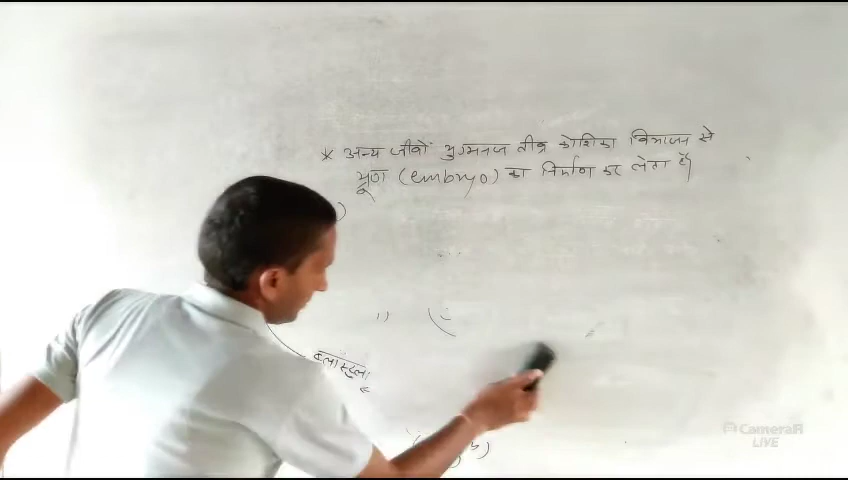 * अन्य जीवों युग्मनज तीव्र कोशिका विभाजन से
भ्रूण (embryo) का निर्माण कर लेता है
ब्लास्टुला
CameraFi
LIVE